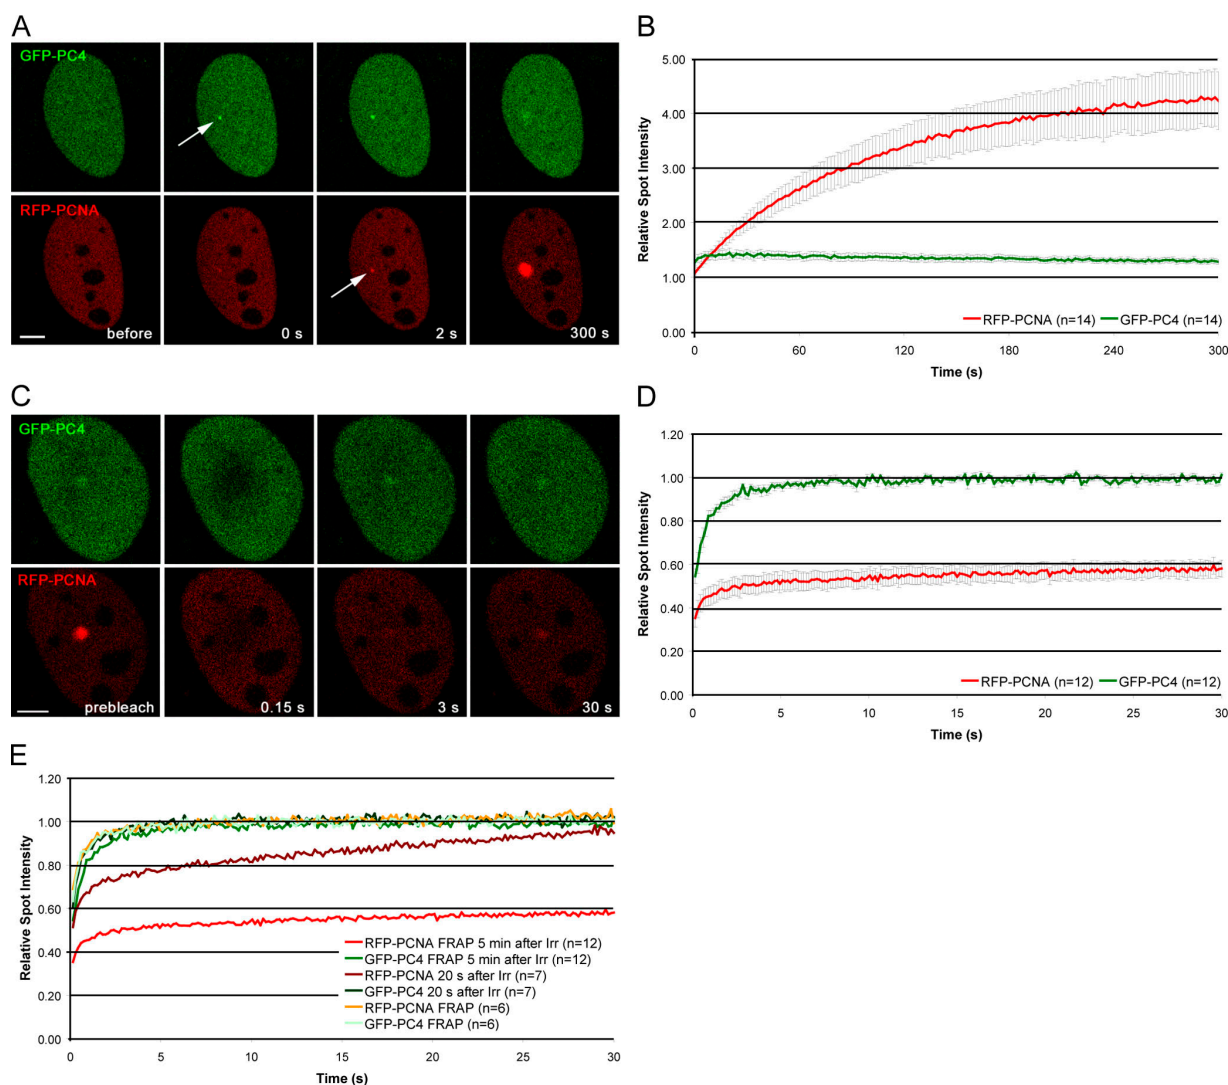 A
GFP-PC4
RFP-PCNA
before
0 s
2 s
300 s
B
Relative Spot Intensity
5.00
4.00
3.00
2.00
1.00
0.00
0
60
120
180
240
300
RFP-PCNA (n=14)
GFP-PC4 (n=14)
Time (s)
C
GFP-PC4
RFP-PCNA
prebleach
0.15 s
3 s
30 s
D
Relative Spot Intensity
1.20
1.00
0.80
0.60
0.40
0.20
0.00
0
5
10
15
20
25
30
RFP-PCNA (n=12)
GFP-PC4 (n=12)
Time (s)
E
Relative Spot Intensity
1.20
1.00
0.80
0.60
0.40
0.20
0.00
RFP-PCNA FRAP 5 min after Irr (n=12)
GFP-PC4 FRAP 5 min after Irr (n=12)
RFP-PCNA 20 s after Irr (n=7)
GFP-PC4 20 s after Irr (n=7)
RFP-PCNA FRAP (n=6)
GFP-PC4 FRAP (n=6)
0
5
10
15
20
25
30
Time (s)